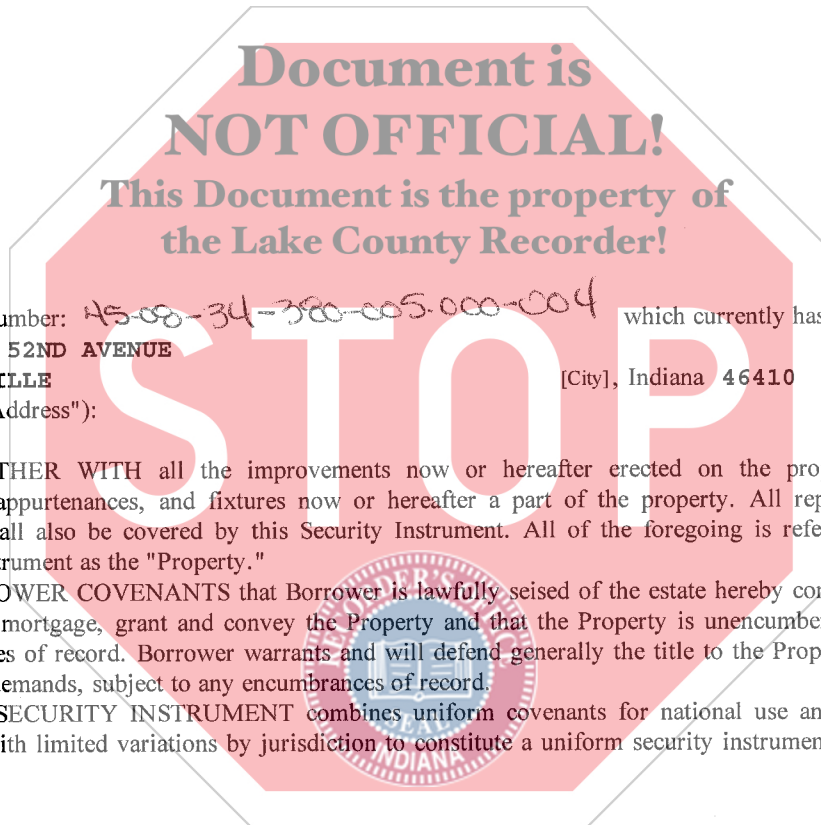 Document is
NOT OFFICIAL!
This Document is the property of
the Lake County Recorder!
umber: 45-08-34-380-005.000-004 which currently has
52ND AVENUE
ILLE [City], Indiana 46410
Address"):
STOP
THER WITH all the improvements now or hereafter erected on the pro
appurtenances, and fixtures now or hereafter a part of the property. All rep
all also be covered by this Security Instrument. All of the foregoing is refe
trument as the "Property."
OWER COVENANTS that Borrower is lawfully seised of the estate hereby con
mortgage, grant and convey the Property and that the Property is unencumbe
es of record. Borrower warrants and will defend generally the title to the Prop
emands, subject to any encumbrances of record.
SECURITY INSTRUMENT combines uniform covenants for national use an
ith limited variations by jurisdiction to constitute a uniform security instrumen
RECORDER'S OFFICE
SEAL
INDIANA